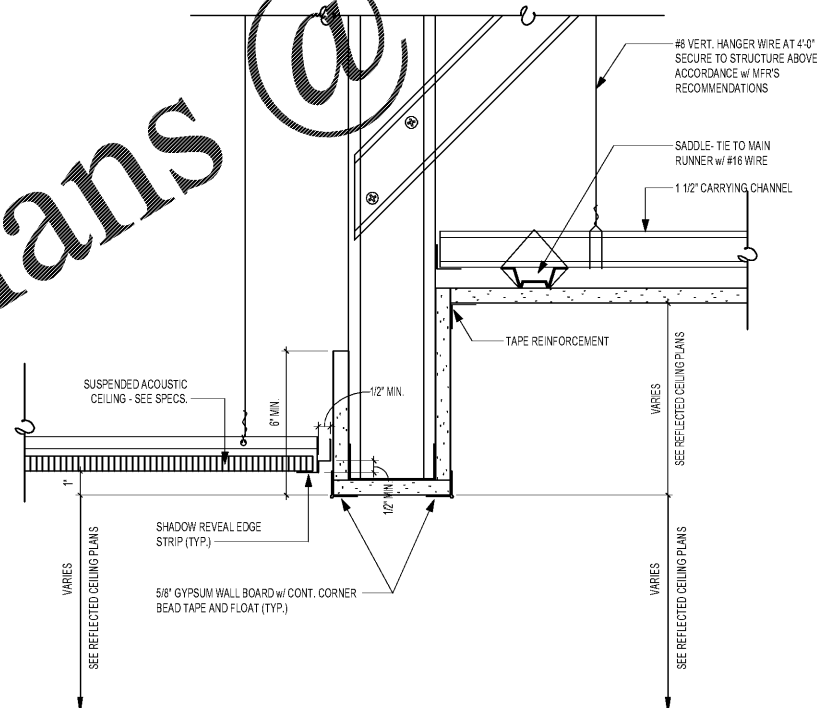 #8 VERT. HANGER WIRE AT 4'-0"
SECURE TO STRUCTURE ABOVE
ACCORDANCE w/ MFR'S
RECOMMENDATIONS
SADDLE- TIE TO MAIN
RUNNER w/ #16 WIRE
1 1/2" CARRYING CHANNEL
TAPE REINFORCEMENT
SUSPENDED ACOUSTIC
CEILING - SEE SPECS.
6" MIN.
1/2" MIN.
VARIES
SEE REFLECTED CEILING PLANS
1"
1/2" MIN
SHADOW REVEAL EDGE
STRIP (TYP.)
5/8" GYPSUM WALL BOARD w/ CONT. CORNER
BEAD TAPE AND FLOAT (TYP.)
VARIES
SEE REFLECTED CEILING PLANS
VARIES
SEE REFLECTED CEILING PLANS
ans @